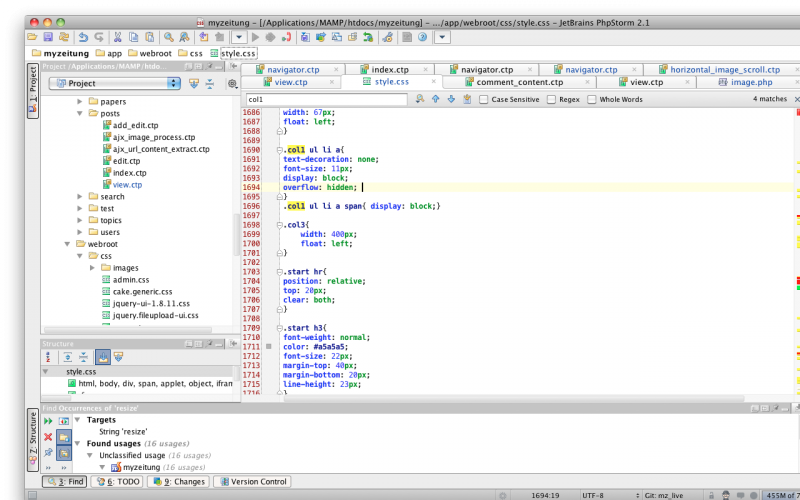 myzeitung – [/Applications/MAMP/htdocs/myzeitung] – .../app/webroot/css/style.css – JetBrains PhpStorm 2.1
myzeitung app webroot css style.css
Project /Applications/MAMP/htdo...
1: Project
Project
papers
posts
add_edit.ctp
ajx_image_process.ctp
ajx_url_content_extract.ctp
edit.ctp
index.ctp
view.ctp
search
test
topics
users
webroot
css
images
admin.css
cake.generic.css
jquery-ui-1.8.11.css
jquery.fileupload-ui.css
Structure
style.css
html, body, div, span, applet, object, ifram
7: Structure
navigator.ctp index.ctp navigator.ctp navigator.ctp horizontal_image_scroll.ctp
view.ctp style.css comment_content.ctp view.ctp image.php
col1 Case Sensitive Regex Whole Words 4 matches
1686 width: 67px;
1687 float: left;
1688 }
1689
1690 .col1 ul li a{
1691 text-decoration: none;
1692 font-size: 11px;
1693 display: block;
1694 overflow: hidden;
1695 }
1696 .col1 ul li a span{ display: block;}
1697
1698 .col3{
1699 width: 400px;
1700 float: left;
1701 }
1702
1703 .start hr{
1704 position: relative;
1705 top: 20px;
1706 clear: both;
1707 }
1708
1709 .start h3{
1710 font-weight: normal;
1711 color: #a5a5a5;
1712 font-size: 22px;
1713 margin-top: 40px;
1714 margin-bottom: 20px;
1715 line-height: 23px;
1716 }
Find Occurrences of 'resize'
Targets
String 'resize'
Found usages (16 usages)
Unclassified usage (16 usages)
myzeitung (16 usages)
3: Find 6: TODO 9: Changes Version Control
1694:19 UTF-8 Git: mz_live 455M of 7